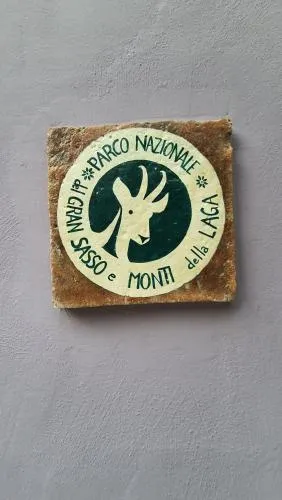 PARCO NAZIONALE
del GRAN SASSO e MONTI della LAGA